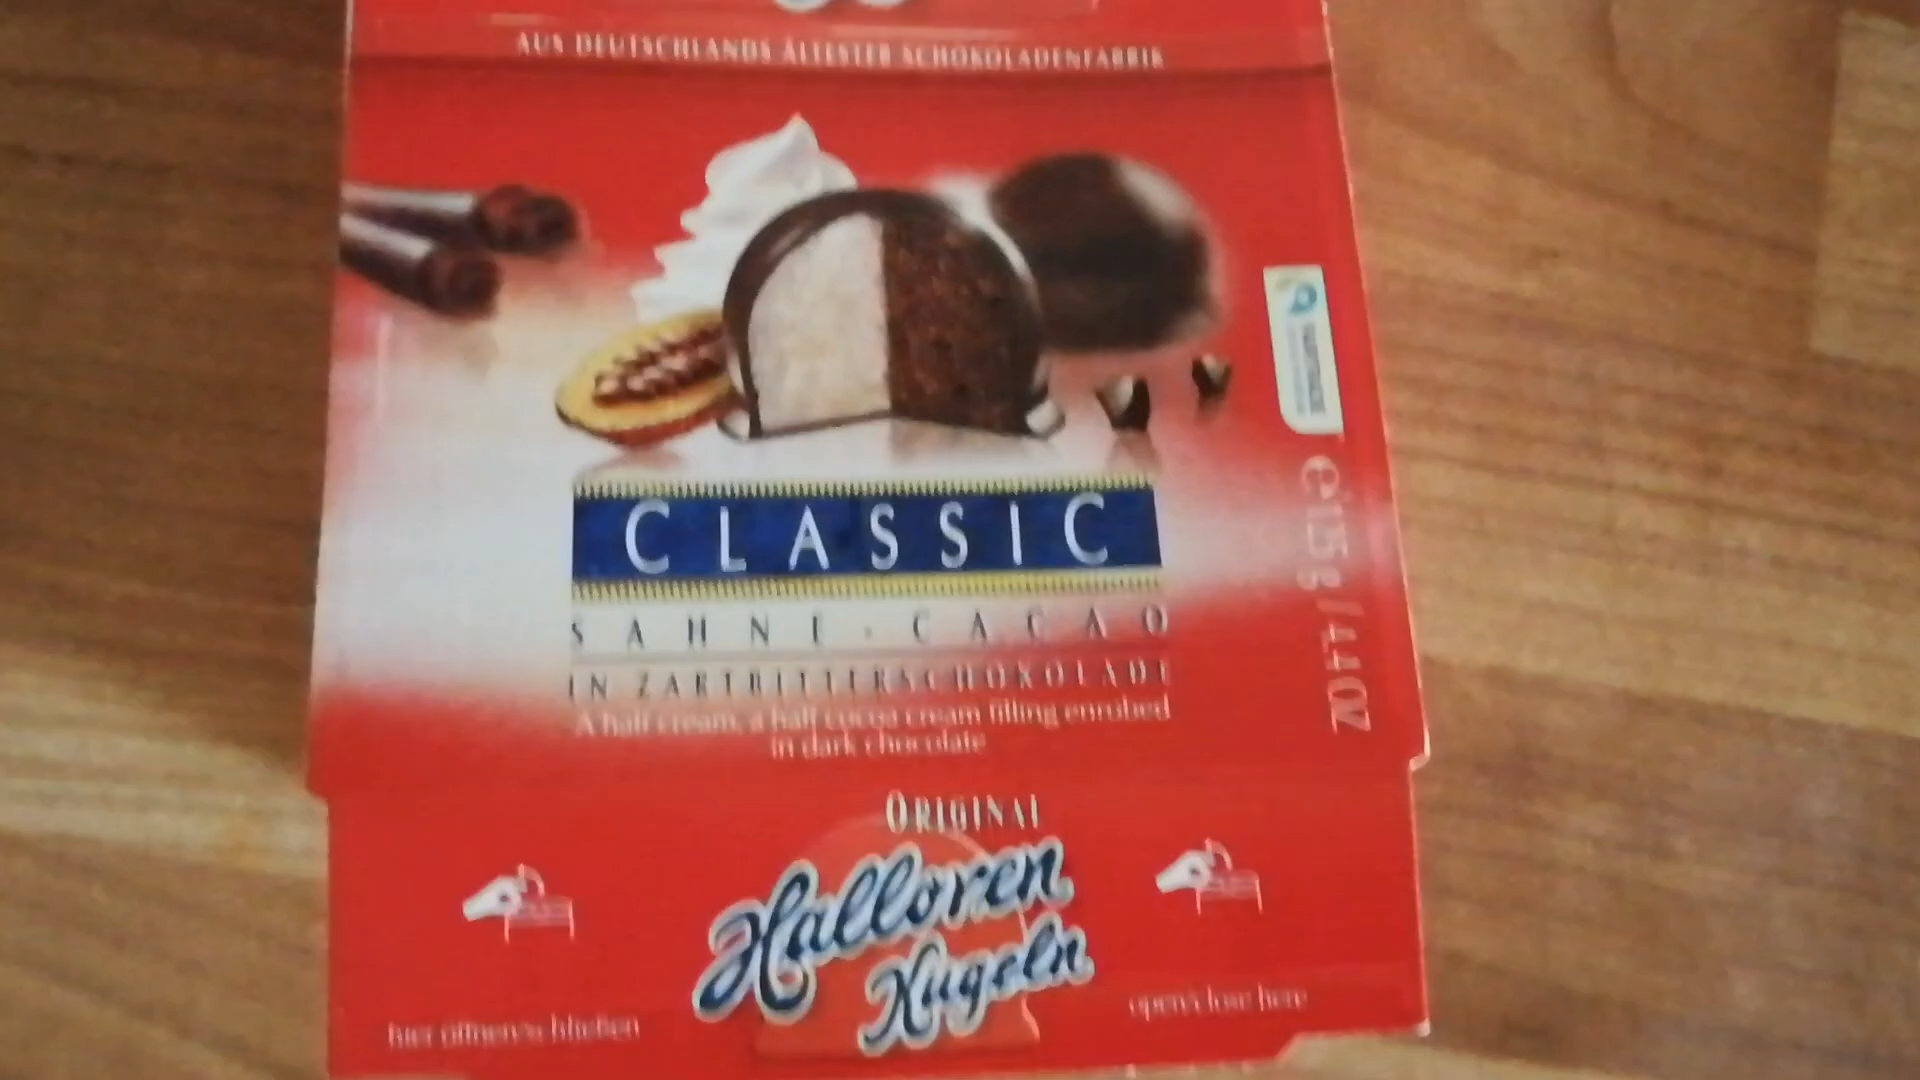 AUS DEUTSCHLANDS ÄLTESTER SCHOKOLADENFABRIK
CLASSIC
SAHNE-CACAO
IN ZARTBITTERSCHOKOLADE
A half cream, a half cocoa cream filling enrobed
in dark chocolate
e 125 g / 4,4 OZ
ORIGINAL
Halloren
Kugeln
hier öffnen/schließen
open/close here